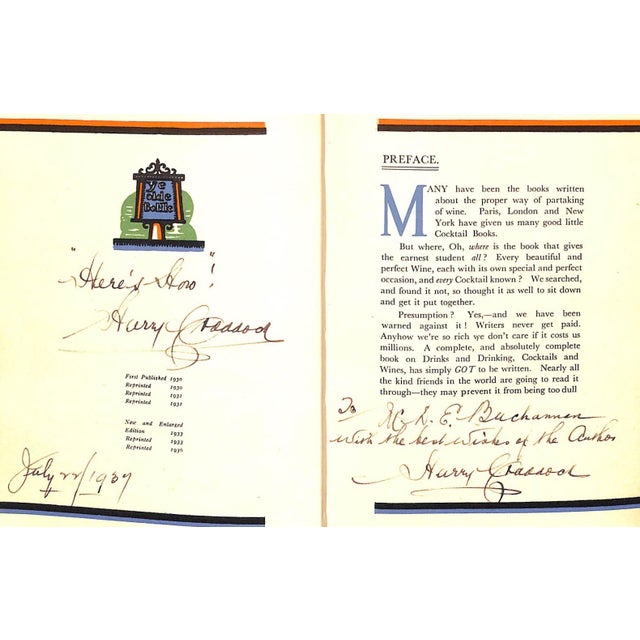 ye
olde
Bottle
"Here's How"!
Harry Craddock
First Published 1930
Reprinted 1930
Reprinted 1931
Reprinted 1931
New and Enlarged
Edition 1933
Reprinted 1933
Reprinted 1936
July 22/1937
PREFACE.
MANY have been the books written
about the proper way of partaking
of wine. Paris, London and New
York have given us many good little
Cocktail Books.
But where, Oh, where is the book that gives
the earnest student all? Every beautiful and
perfect Wine, each with its own special and perfect
occasion, and every Cocktail known? We searched,
and found it not, so thought it as well to sit down
and get it put together.
Presumption? Yes,—and we have been
warned against it! Writers never get paid.
Anyhow we're so rich ye don't care if it costs us
millions. A complete, and absolutely complete
book on Drinks and Drinking, Cocktails and
Wines, has simply GOT to be written. Nearly all
the kind friends in the world are going to read it
through—they may prevent it from being too dull
To E. Buchannen
With the best wishes of the Author
Harry Craddock